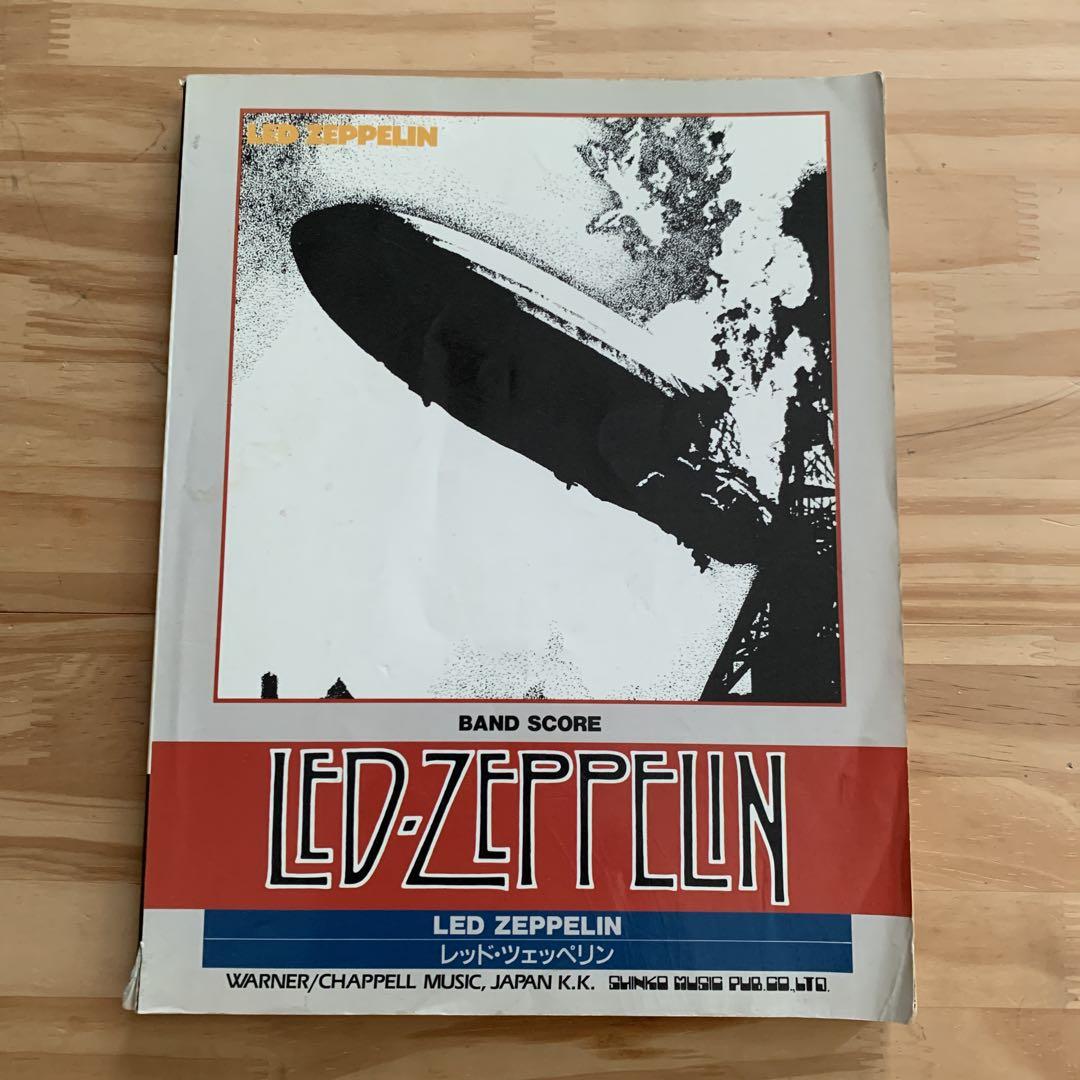 LED ZEPPELIN
BAND SCORE
LED-ZEPPELIN
LED ZEPPELIN
レッド・ツェッペリン
WARNER/CHAPPELL MUSIC, JAPAN K.K. SHINKO MUSIC PUB.CO.,LTD.